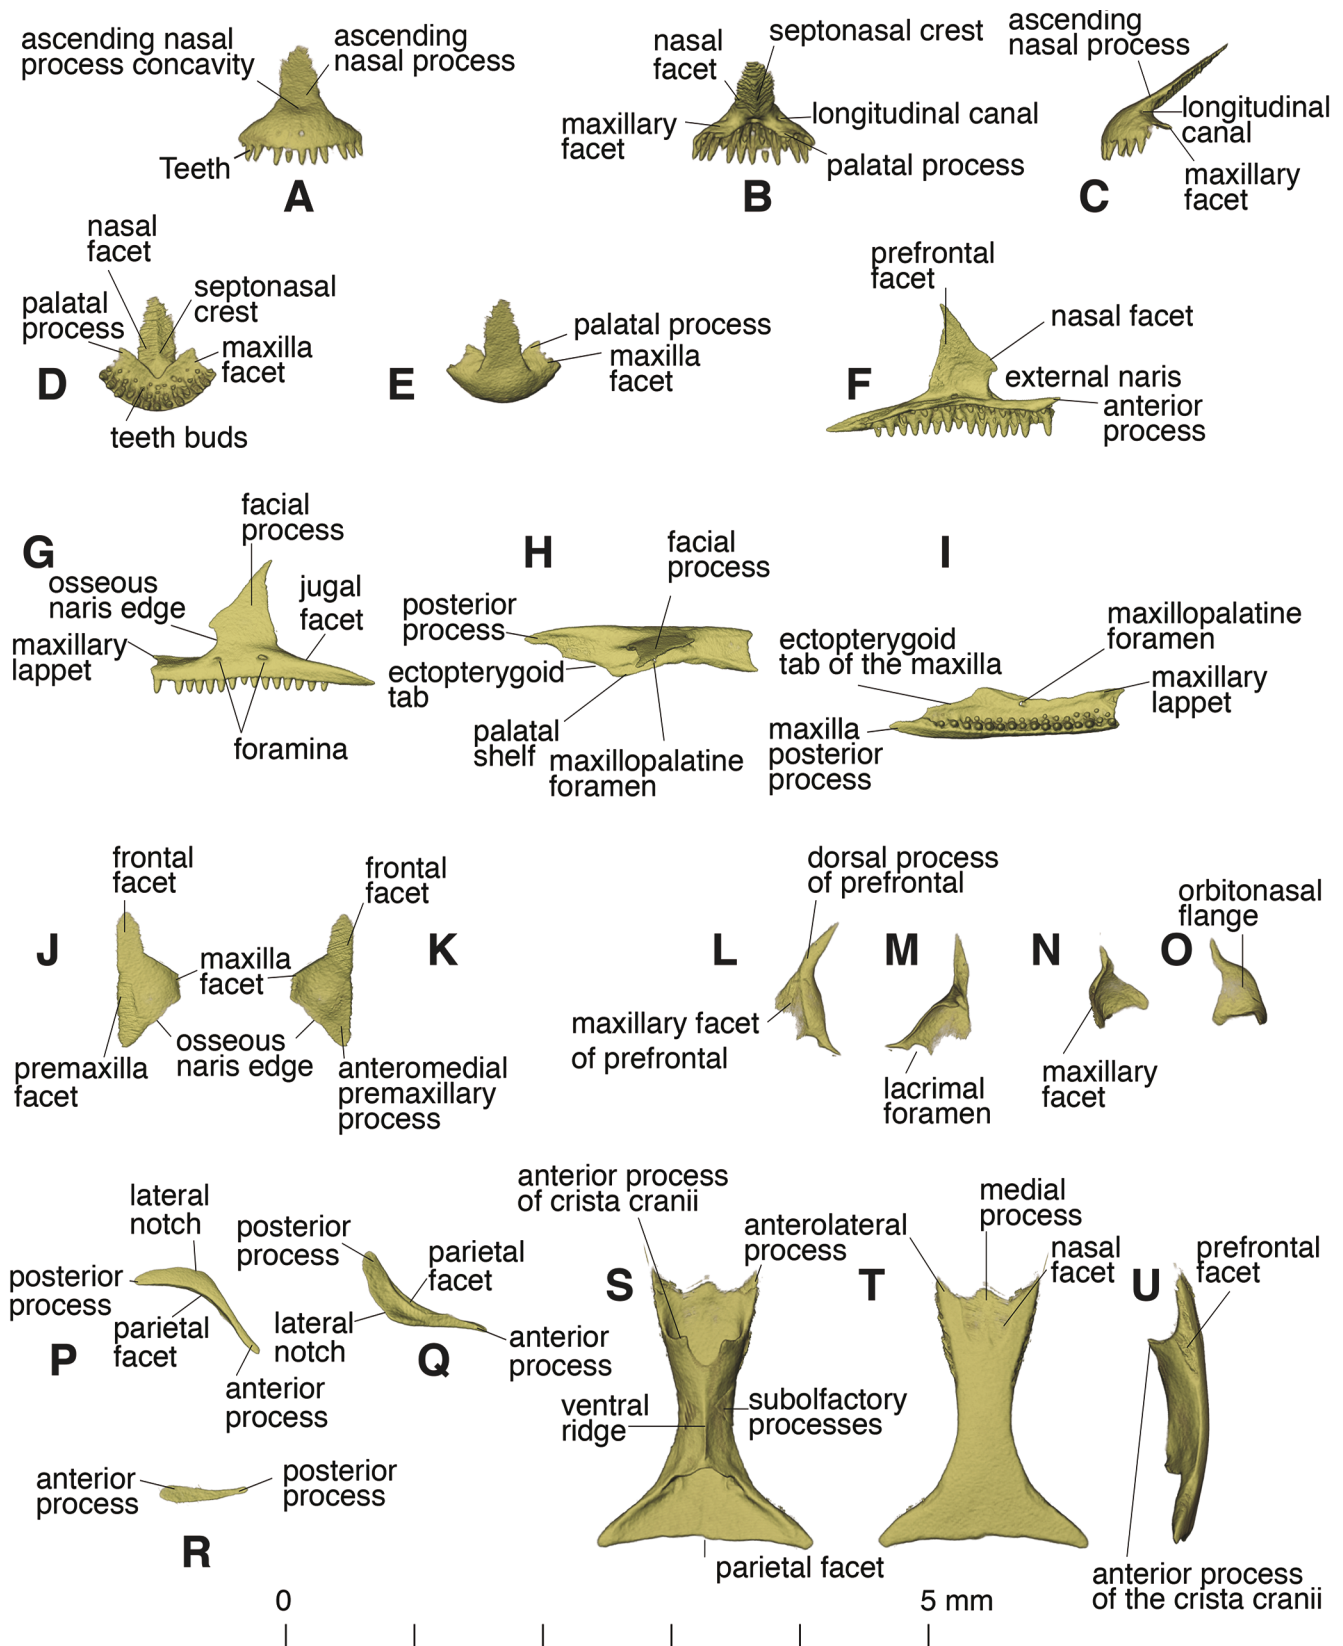 ascending nasal
process concavity
ascending
nasal process
Teeth
A
nasal
facet
septonasal crest
maxillary
facet
longitudinal canal
palatal process
B
ascending
nasal process
longitudinal
canal
maxillary
facet
C
nasal
facet
palatal
process
septonasal
crest
maxilla
facet
D
teeth buds
palatal process
maxilla
facet
E
prefrontal
facet
nasal facet
external naris
anterior
process
F
G
facial
process
osseous
naris edge
jugal
facet
maxillary
lappet
foramina
H
facial
process
posterior
process
ectopterygoid
tab
palatal
shelf
maxillopalatine
foramen
I
maxillopalatine
foramen
ectopterygoid
tab of the maxilla
maxillary
lappet
maxilla
posterior
process
frontal
facet
J
maxilla
facet
osseous
naris edge
premaxilla
facet
frontal
facet
K
anteromedial
premaxillary
process
dorsal process
of prefrontal
L
maxillary facet
of prefrontal
M
lacrimal
foramen
N
maxillary
facet
orbitonasal
flange
O
lateral
notch
posterior
process
parietal
facet
P
anterior
process
posterior
process
parietal
facet
lateral
notch
Q
anterior
process
anterior
process
posterior
process
R
anterior process
of crista cranii
S
ventral
ridge
subolfactory
processes
parietal facet
anterolateral
process
medial
process
nasal
facet
T
U
prefrontal
facet
anterior process
of the crista cranii
0
5 mm